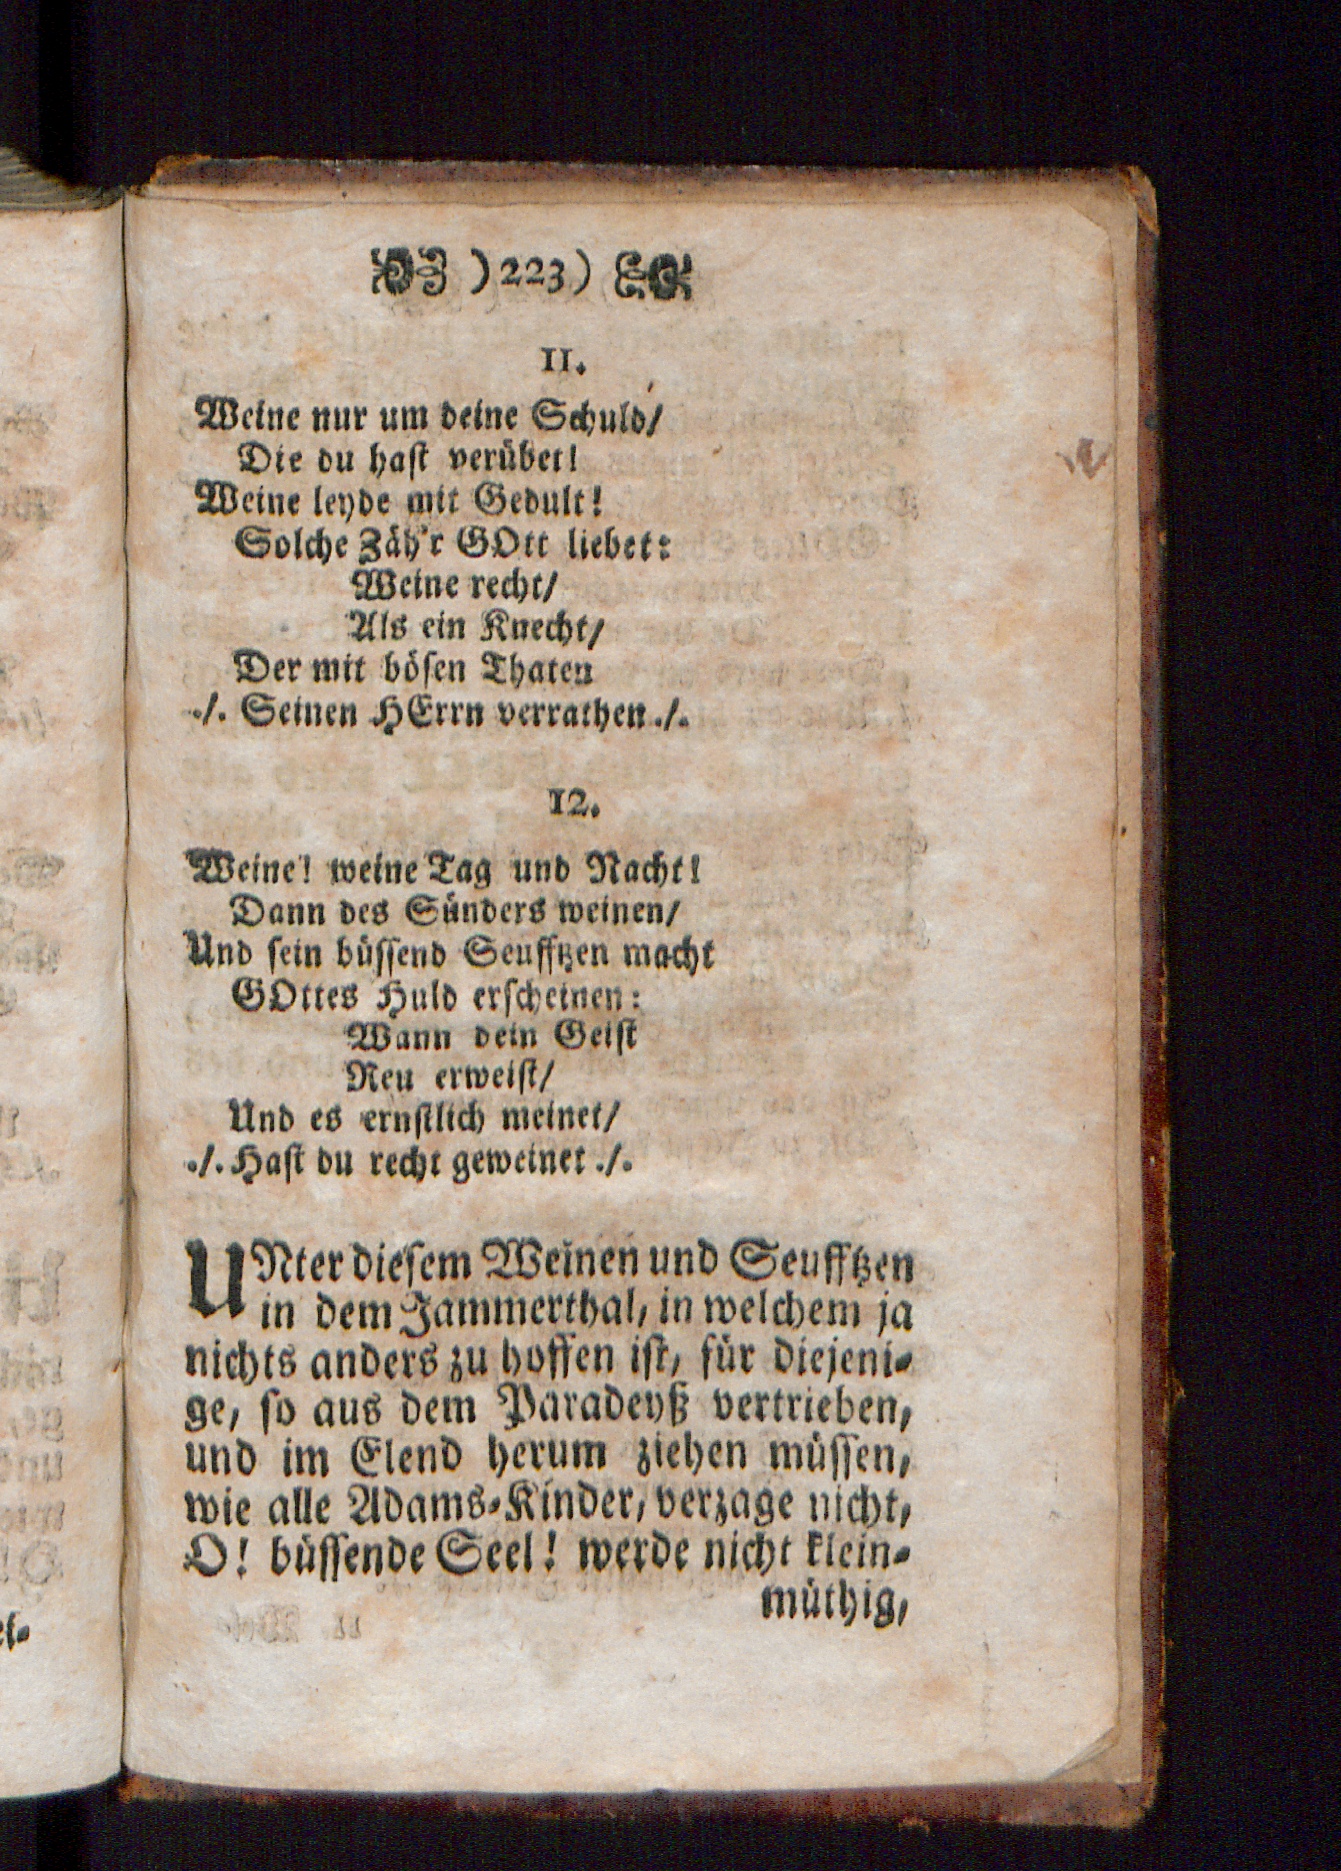 ) 223 )
11.
Weine nur um deine Schuld/
Die du hast verübet!
Weine leyde mit Gedult!
Solche Zäh'r GOtt liebet:
Weine recht/
Als ein Knecht/
Der mit bösen Thaten
./. Seinen HErrn verrathen ./.
12.
Weine! weine Tag und Nacht!
Dann des Sünders weinen/
Und sein büssend Seufftzen macht
GOttes Huld erscheinen:
Wann dein Geist
Neu erweist/
Und es ernstlich meinet/
./. Hast du recht geweinet ./.
UNter diesem Weinen und Seufftzen
in dem Jammerthal, in welchem ja
nichts anders zu hoffen ist, für diejeni-
ge, so aus dem Paradeyß vertrieben,
und im Elend herum ziehen müssen,
wie alle Adams-Kinder, verzage nicht,
O! büssende Seel! werde nicht klein-
müthig,